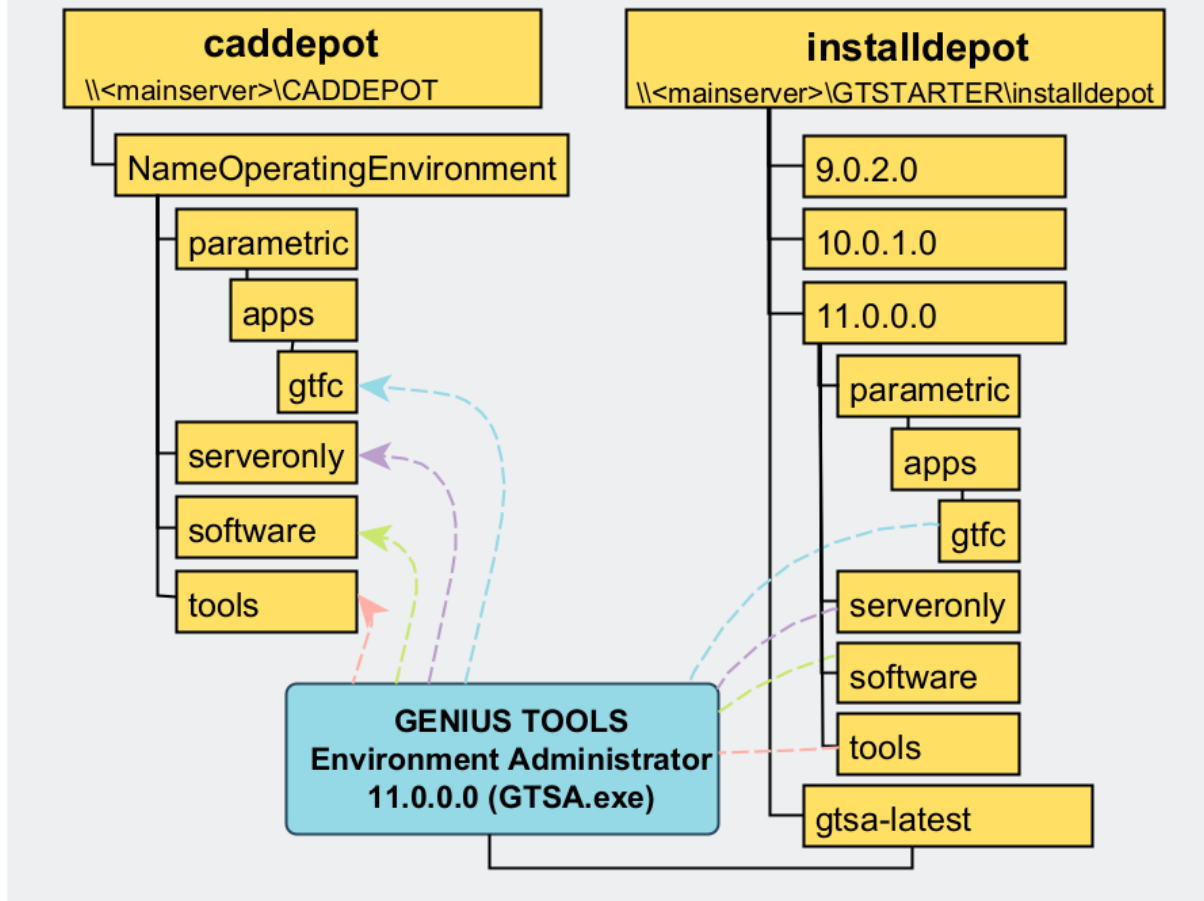 caddepot
\\<mainserver>\CADDEPOT
NameOperatingEnvironment
parametric
apps
gtfc
serveronly
software
tools
installdepot
\\<mainserver>\GTSTARTER\installdepot
9.0.2.0
10.0.1.0
11.0.0.0
parametric
apps
gtfc
serveronly
software
tools
gtsa-latest
GENIUS TOOLS
Environment Administrator
11.0.0.0 (GTSA.exe)